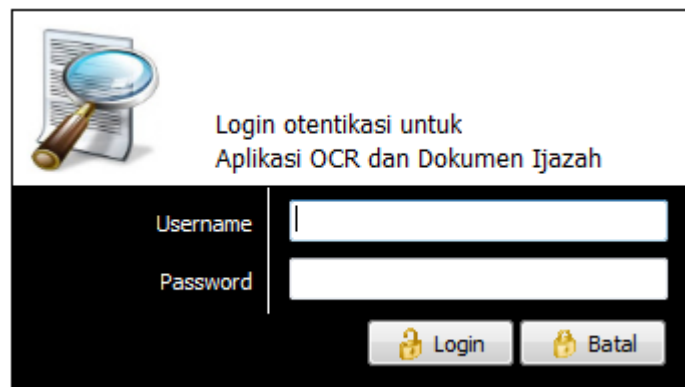 Login otentikasi untuk
Aplikasi OCR dan Dokumen Ijazah
Username
Password
Login Batal